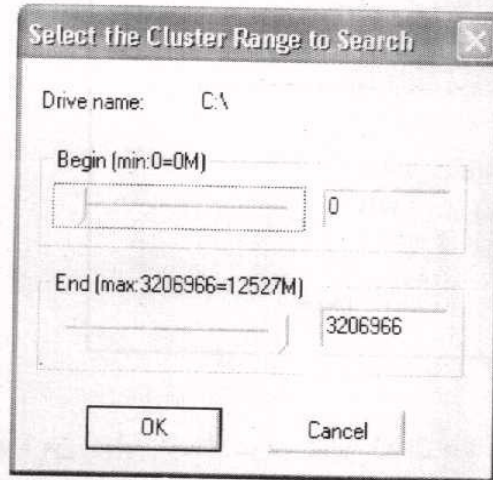 Select the Cluster Range to Search
Drive name: C:\
Begin (min:0=0M)
0
End (max:3206966=12527M)
3206966
OK
Cancel